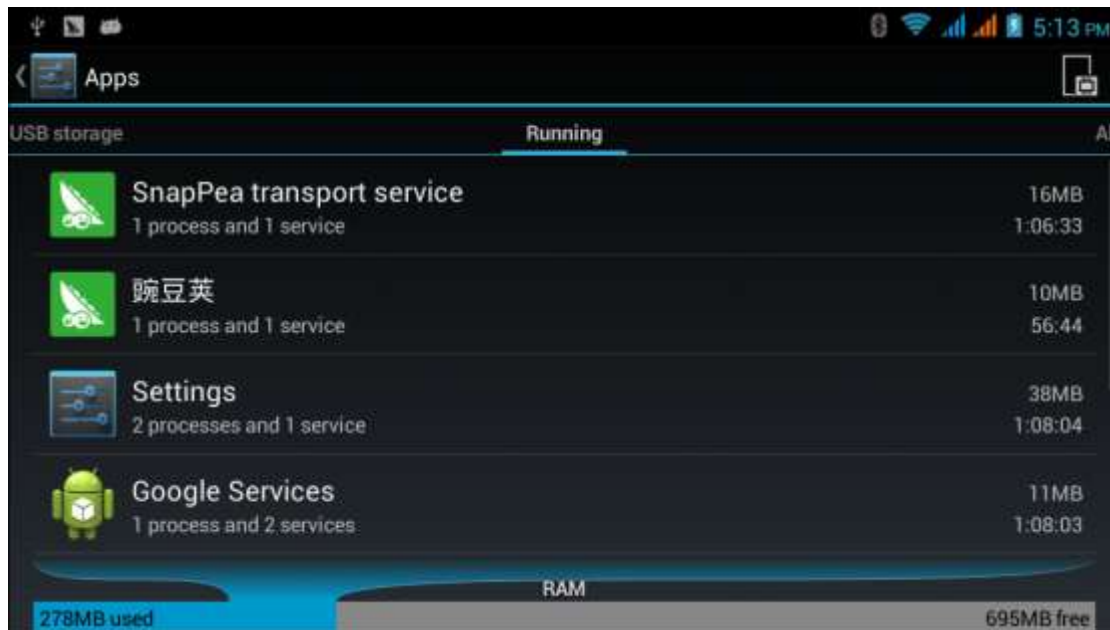 5:13 PM
Apps
USB storage Running A
SnapPea transport service 16MB
1 process and 1 service 1:06:33
豌豆荚 10MB
1 process and 1 service 56:44
Settings 38MB
2 processes and 1 service 1:08:04
Google Services 11MB
1 process and 2 services 1:08:03
RAM
278MB used 695MB free